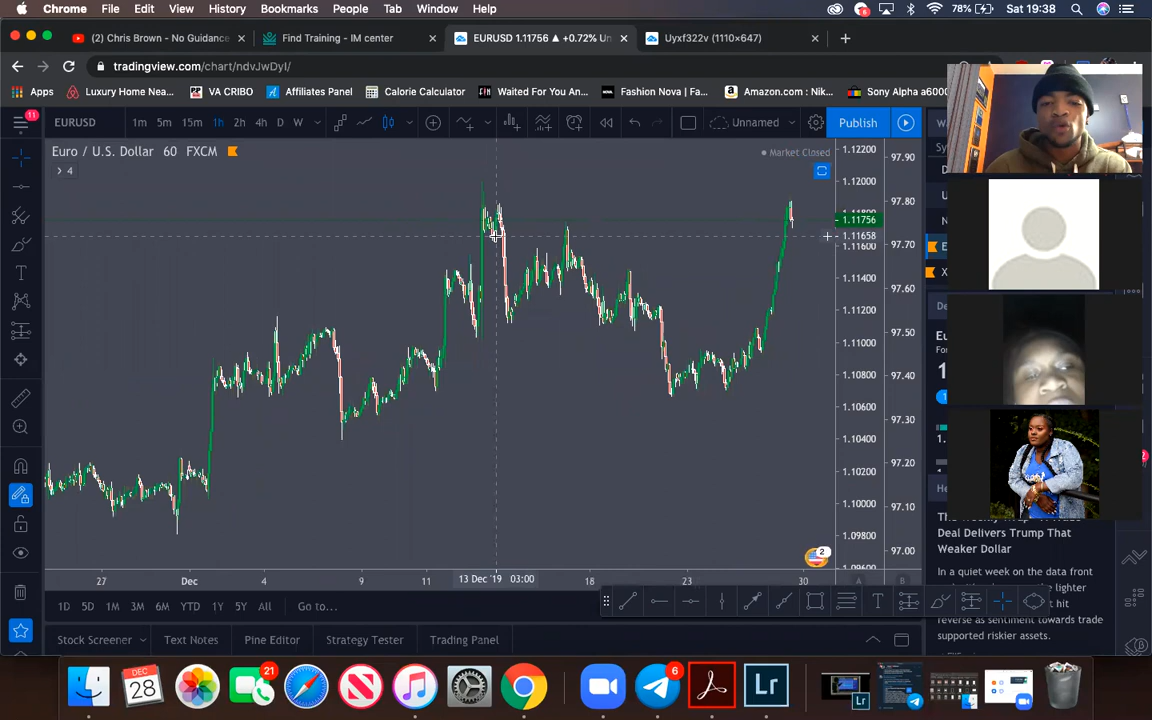 Chrome File Edit View History Bookmarks People Tab Window Help 78% Sat 19:38
(2) Chris Brown - No Guidance Find Training - IM center EURUSD 1.11756 ▲ +0.72% Un Uyxf322v (1110×647)
tradingview.com/chart/ndvJwDyI/
Apps Luxury Home Nea... VA CRIBO Affiliates Panel Calorie Calculator Waited For You An... Fashion Nova | Fa... Amazon.com : Nik... Sony Alpha a6000
11 EURUSD 1m 5m 15m 1h 2h 4h D W Unnamed Publish
Euro / U.S. Dollar 60 FXCM Market Closed
4
1.12200
97.90
1.12000
97.80
1.11756
1.11658
1.11600
97.70
1.11400
97.60
1.11200
97.50
1.11000
1.10800
97.40
1.10600
97.30
1.10400
97.20
1.10200
1.10000
97.10
1.09800
97.00
2
27 Dec 4 9 11 13 Dec '19 03:00 18 23 30 A B
1D 5D 1M 3M 6M YTD 1Y 5Y All Go to...
Stock Screener Text Notes Pine Editor Strategy Tester Trading Panel
Deal Delivers Trump That
Weaker Dollar
In a quiet week on the data front
reverse as sentiment towards trade
supported riskier assets.
DEC
28
21
6
Lr